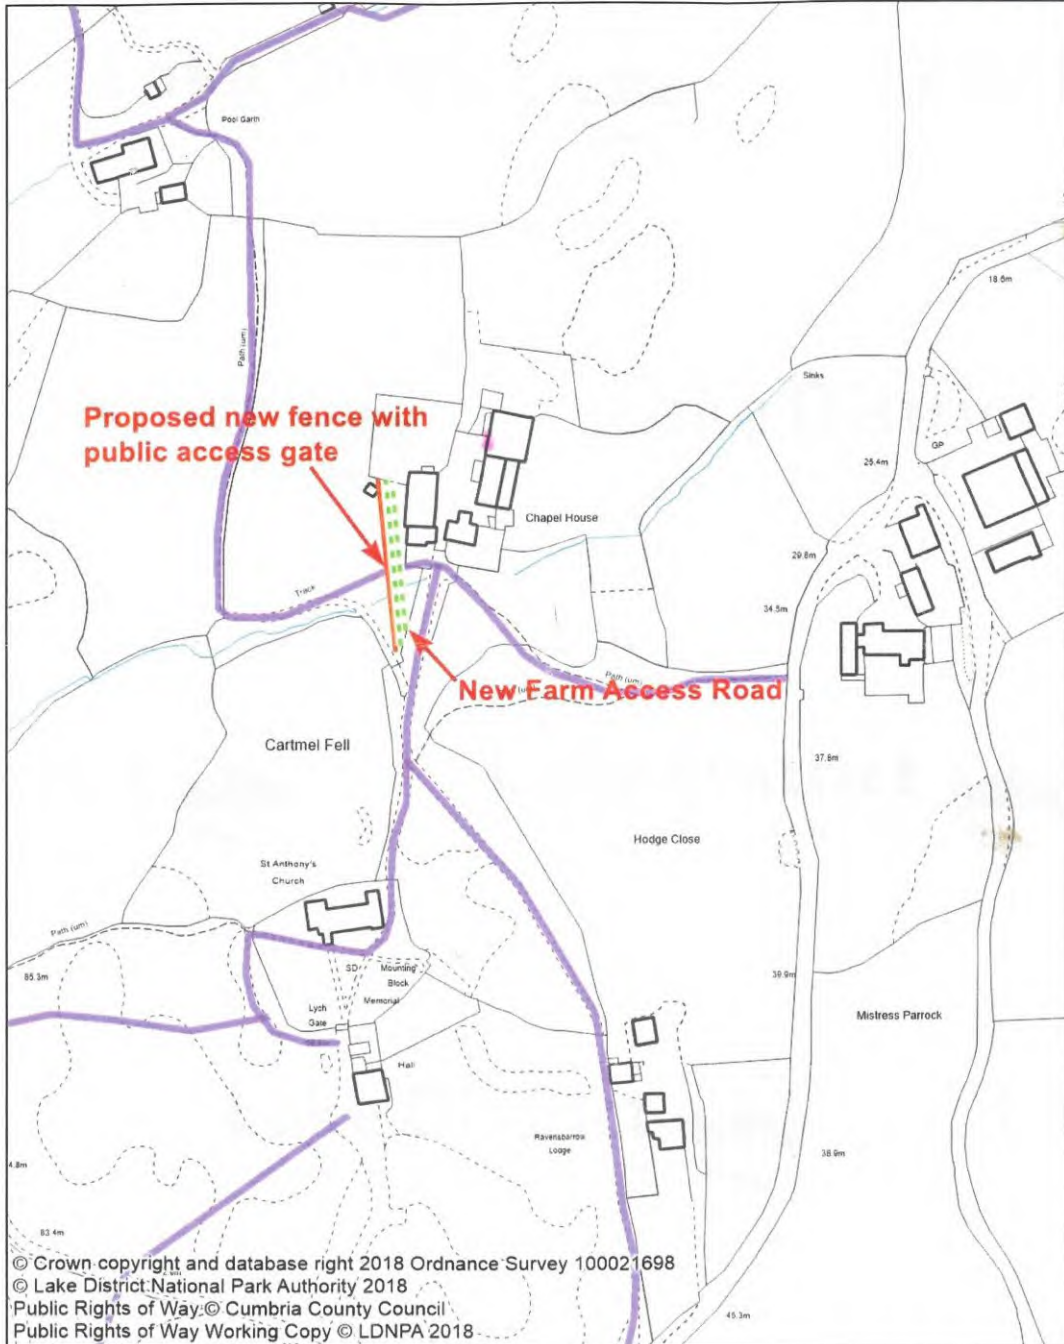 Pool Garth
Path (um)
18.6m
Sinks
Proposed new fence with
public access gate
GP
25.4m
Chapel House
29.8m
Track
34.5m
Path (um)
New Farm Access Road
(um)
Cartmel Fell
37.8m
Hodge Close
St Anthony's
Church
Path (um)
85.3m
SD
Mounting
Block
Memorial
Lych
Gate
39.9m
Mistress Parrock
Hall
Ravensbarrow
Lodge
38.9m
4.8m
83.4m
© Crown copyright and database right 2018 Ordnance Survey 100021698
© Lake District National Park Authority 2018
Public Rights of Way © Cumbria County Council
Public Rights of Way Working Copy © LDNPA 2018
45.3m